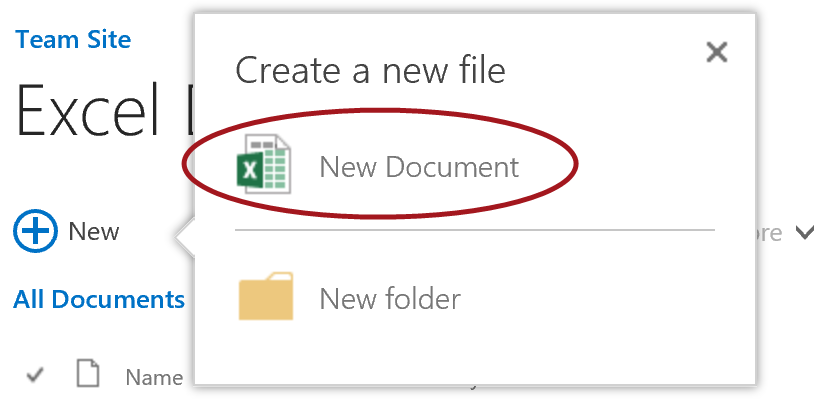 Team Site
Create a new file
Excel
New Document
New
New folder
All Documents
Name